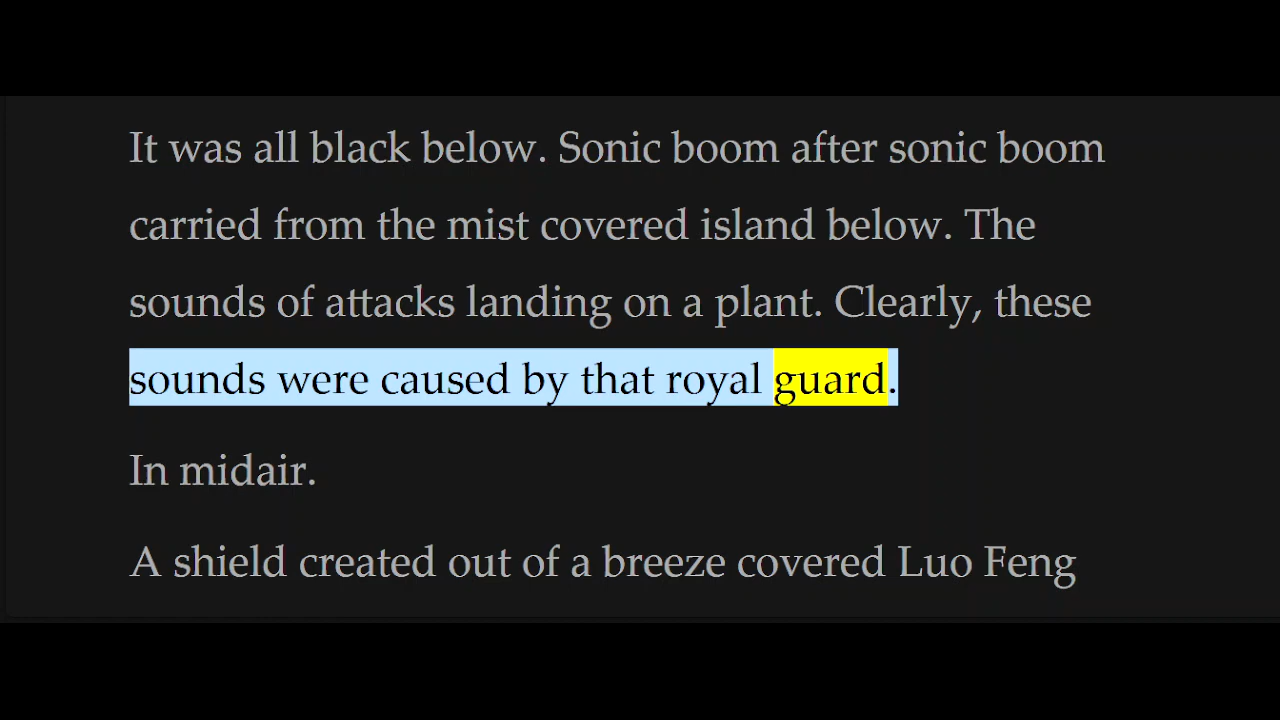 It was all black below. Sonic boom after sonic boom
carried from the mist covered island below. The
sounds of attacks landing on a plant. Clearly, these
sounds were caused by that royal guard.
In midair.
A shield created out of a breeze covered Luo Feng